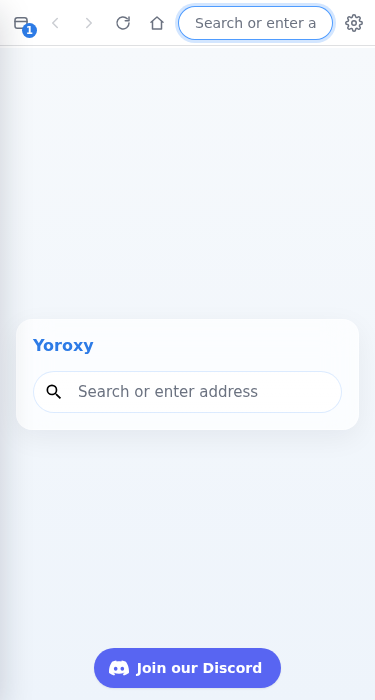 1
Search or enter a
Yoroxy
Search or enter address
Join our Discord